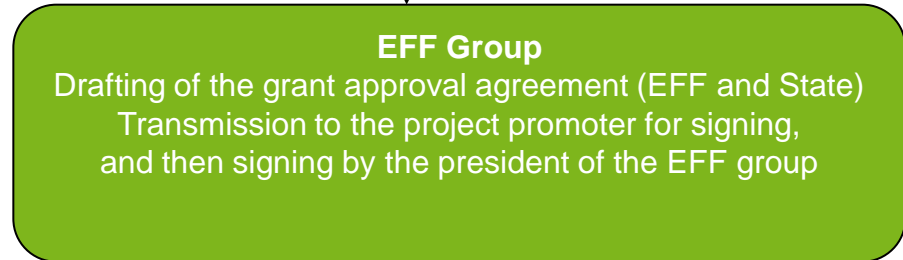 EFF Group
Drafting of the grant approval agreement (EFF and State)
Transmission to the project promoter for signing,
and then signing by the president of the EFF group